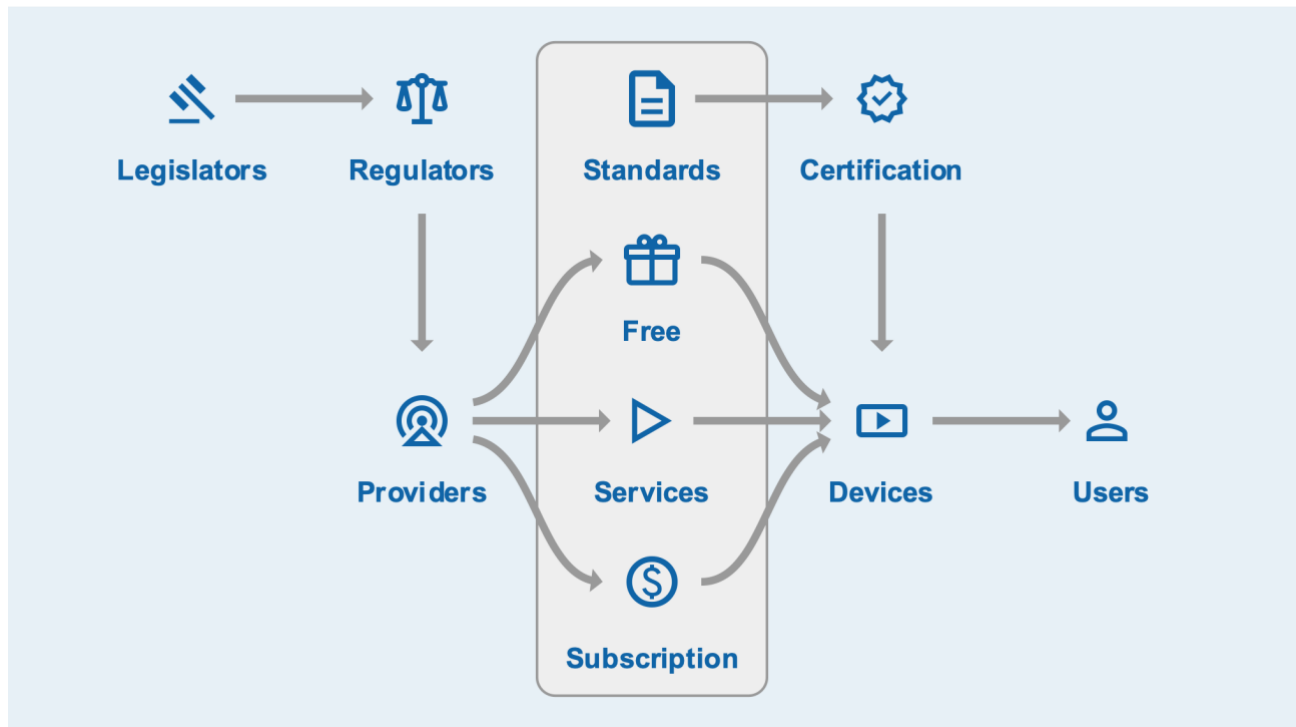 Legislators
Regulators
Standards
Certification
Free
Providers
Services
Devices
Users
$
Subscription